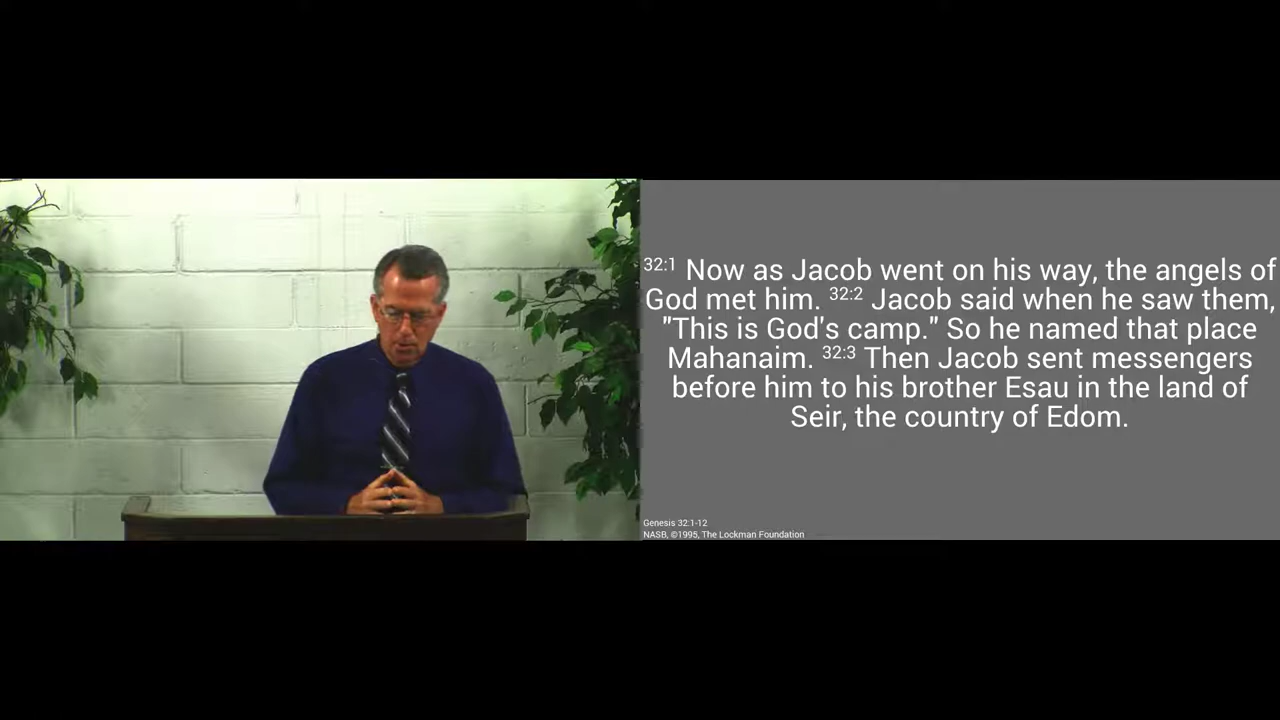 32:1 Now as Jacob went on his way, the angels of
God met him. 32:2 Jacob said when he saw them,
"This is God's camp." So he named that place
Mahanaim. 32:3 Then Jacob sent messengers
before him to his brother Esau in the land of
Seir, the country of Edom.
Genesis 32:1-12
NASB, ©1995, The Lockman Foundation